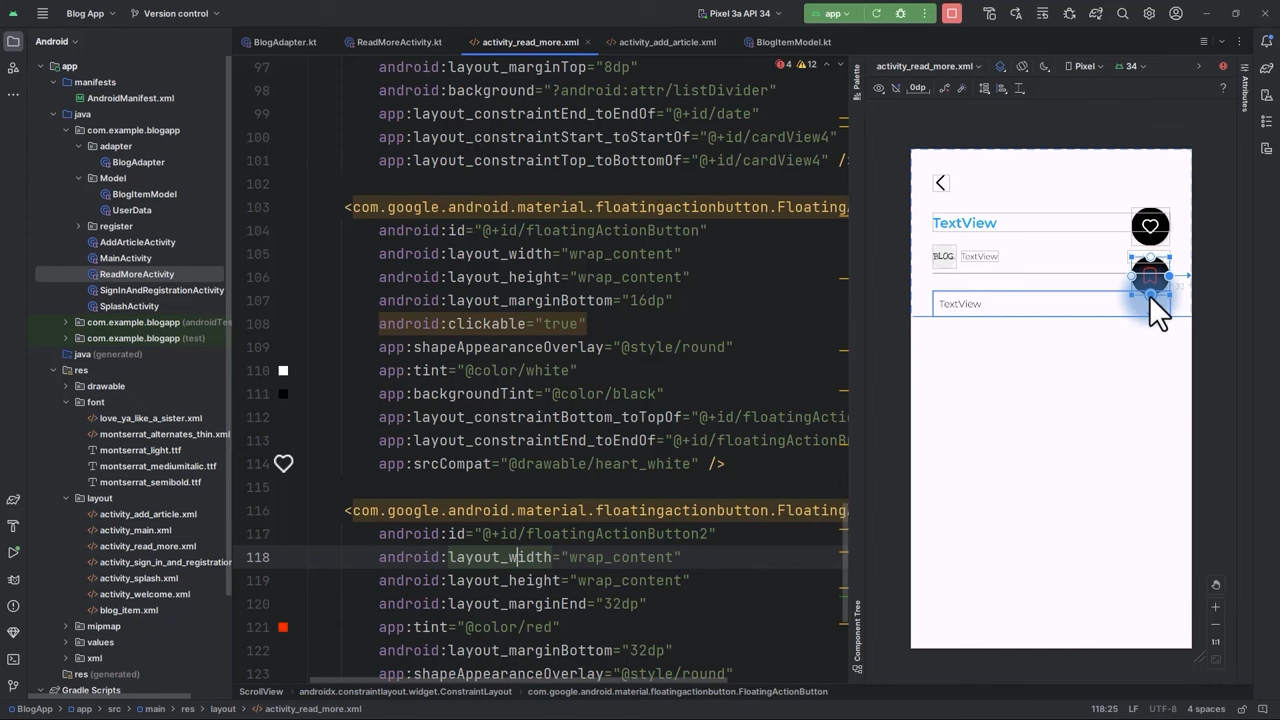 Blog App
Version control
Pixel 3a API 34
app
Android
BlogAdapter.kt
ReadMoreActivity.kt
activity_read_more.xml
activity_add_article.xml
BlogItemModel.kt
app
manifests
AndroidManifest.xml
java
com.example.blogapp
adapter
BlogAdapter
Model
BlogItemModel
UserData
register
AddArticleActivity
MainActivity
ReadMoreActivity
SignInAndRegistrationActivity
SplashActivity
com.example.blogapp (androidTes
com.example.blogapp (test)
java (generated)
res
drawable
font
love_ya_like_a_sister.xml
montserrat_alternates_thin.xml
montserrat_light.ttf
montserrat_mediumitalic.ttf
montserrat_semibold.ttf
layout
activity_add_article.xml
activity_main.xml
activity_read_more.xml
activity_sign_in_and_registration
activity_splash.xml
activity_welcome.xml
blog_item.xml
mipmap
values
xml
res (generated)
Gradle Scripts
4 12
97 android:layout_marginTop="8dp"
98 android:background="?android:attr/listDivider"
99 app:layout_constraintEnd_toEndOf="@+id/date"
100 app:layout_constraintStart_toStartOf="@+id/cardView4"
101 app:layout_constraintTop_toBottomOf="@+id/cardView4" />
102
103 <com.google.android.material.floatingactionbutton.Floating
104 android:id="@+id/floatingActionButton"
105 android:layout_width="wrap_content"
106 android:layout_height="wrap_content"
107 android:layout_marginBottom="16dp"
108 android:clickable="true"
109 app:shapeAppearanceOverlay="@style/round"
110 app:tint="@color/white"
111 app:backgroundTint="@color/black"
112 app:layout_constraintBottom_toTopOf="@+id/floatingActio
113 app:layout_constraintEnd_toEndOf="@+id/floatingActionB
114 app:srcCompat="@drawable/heart_white" />
115
116 <com.google.android.material.floatingactionbutton.Floating
117 android:id="@+id/floatingActionButton2"
118 android:layout_width="wrap_content"
119 android:layout_height="wrap_content"
120 android:layout_marginEnd="32dp"
121 app:tint="@color/red"
122 android:layout_marginBottom="32dp"
123 app:shapeAppearanceOverlay="@style/round"
Palette
Component Tree
activity_read_more.xml
Pixel
34
0dp
?
Attributes
TextView
BLOG
TextView
TextView
1:1
ScrollView
androidx.constraintlayout.widget.ConstraintLayout
com.google.android.material.floatingactionbutton.FloatingActionButton
BlogApp
app
src
main
res
layout
activity_read_more.xml
118:25
LF
UTF-8
4 spaces